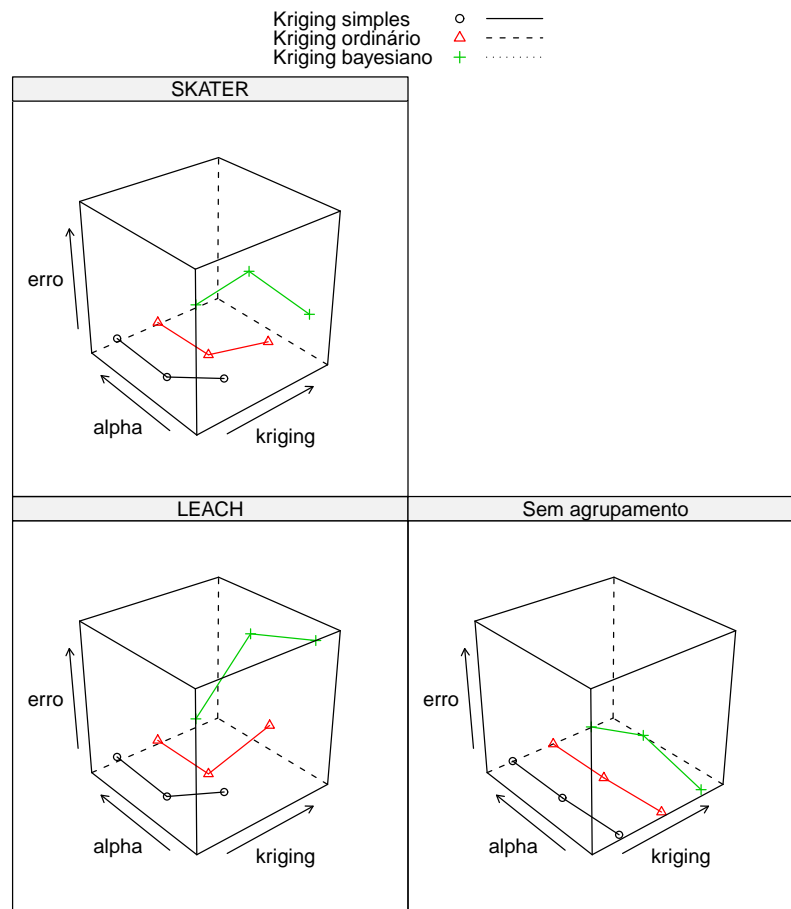 Kriging simples
Kriging ordinário
Kriging bayesiano
SKATER
erro
alpha
kriging
LEACH
Sem agrupamento
erro
alpha
kriging
erro
alpha
kriging